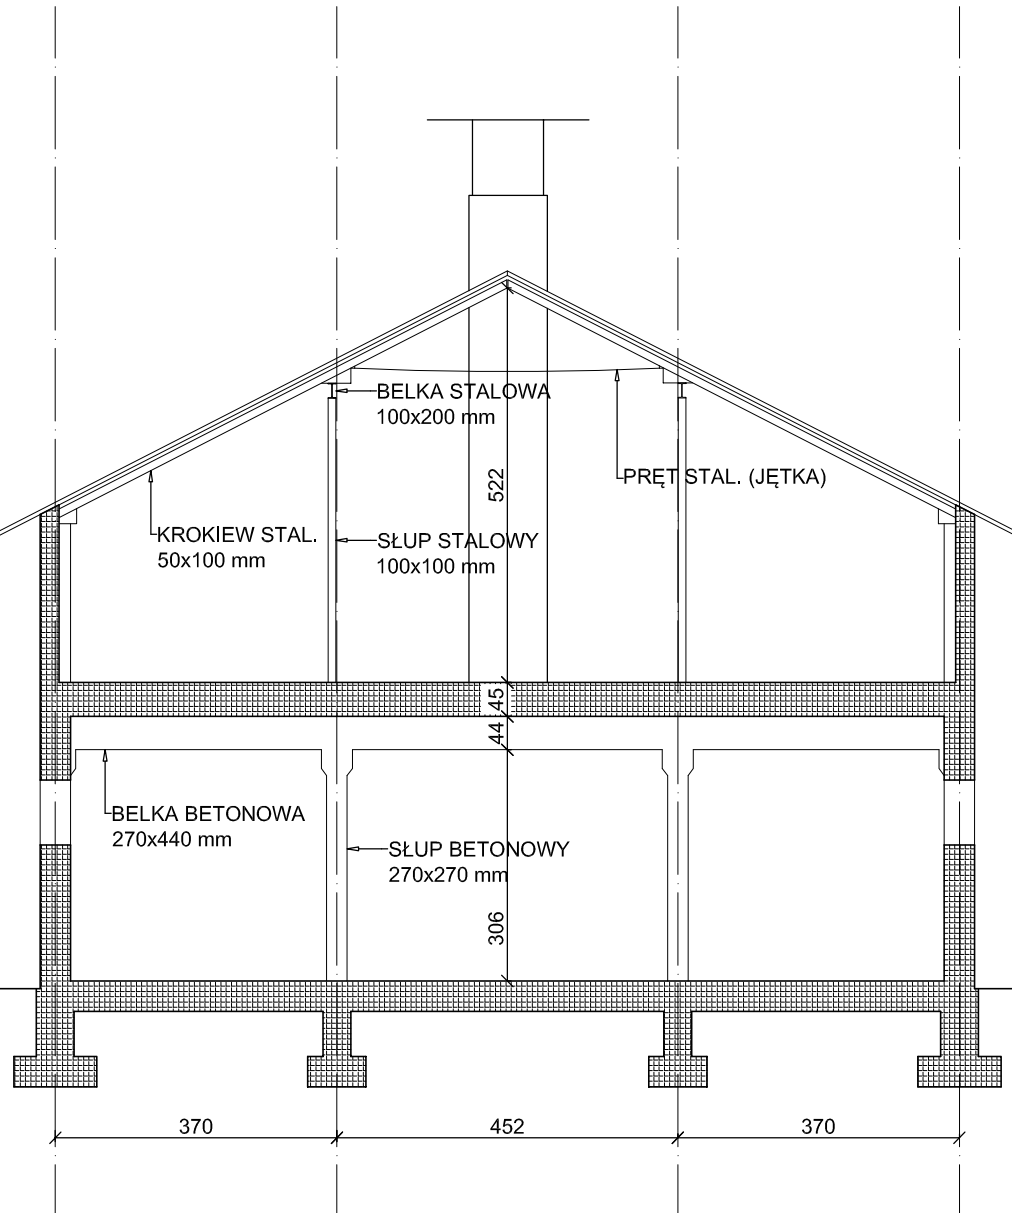 BELKA STALOWA
100x200 mm
PRĘT STAL. (JĘTKA)
522
KROKIEW STAL.
50x100 mm
SŁUP STALOWY
100x100 mm
45
44
BELKA BETONOWA
270x440 mm
SŁUP BETONOWY
270x270 mm
306
370
452
370